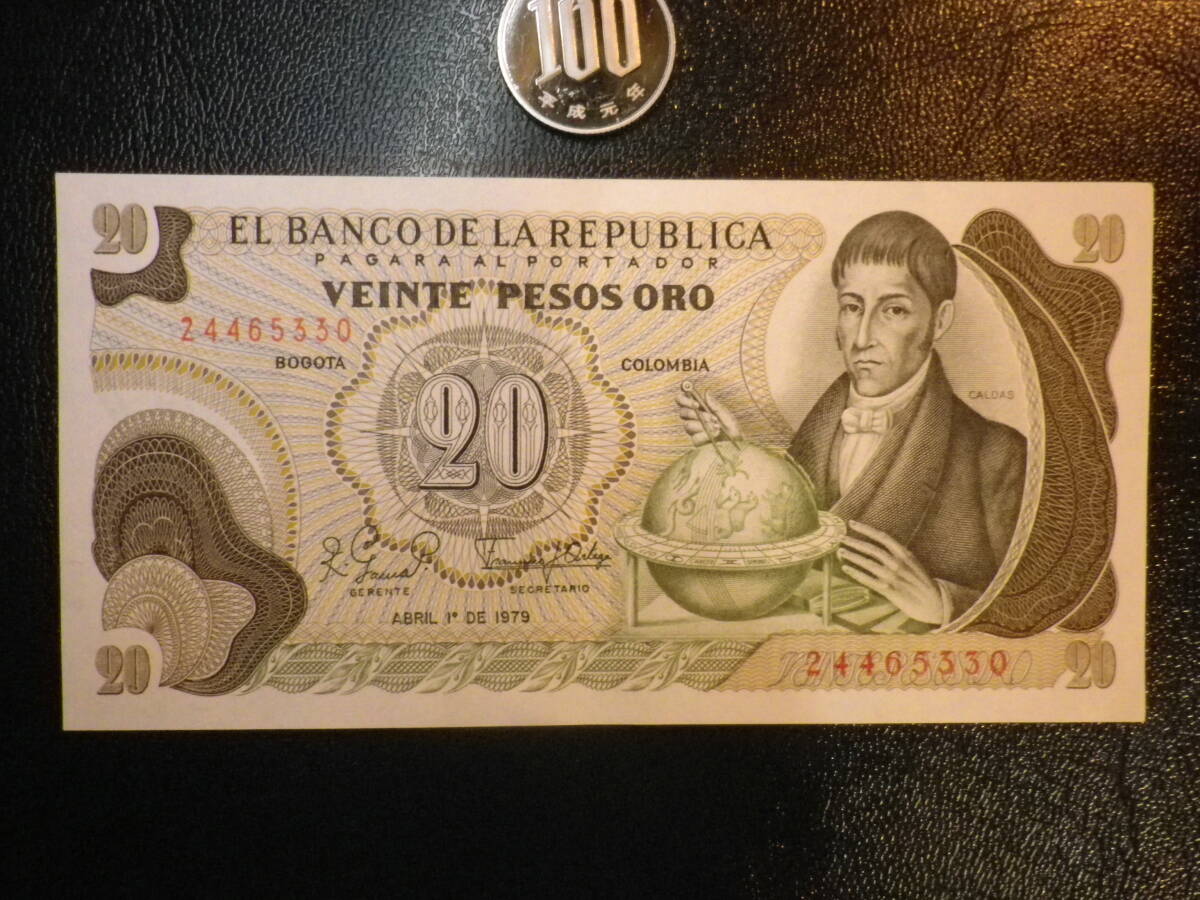 100
平成元年
20
20
EL BANCO DE LA REPUBLICA
PAGARA AL PORTADOR
VEINTE PESOS ORO
24465330
BOGOTA
COLOMBIA
CALDAS
20
GERENTE
SECRETARIO
ABRIL 1º DE 1979
24465330
20
20